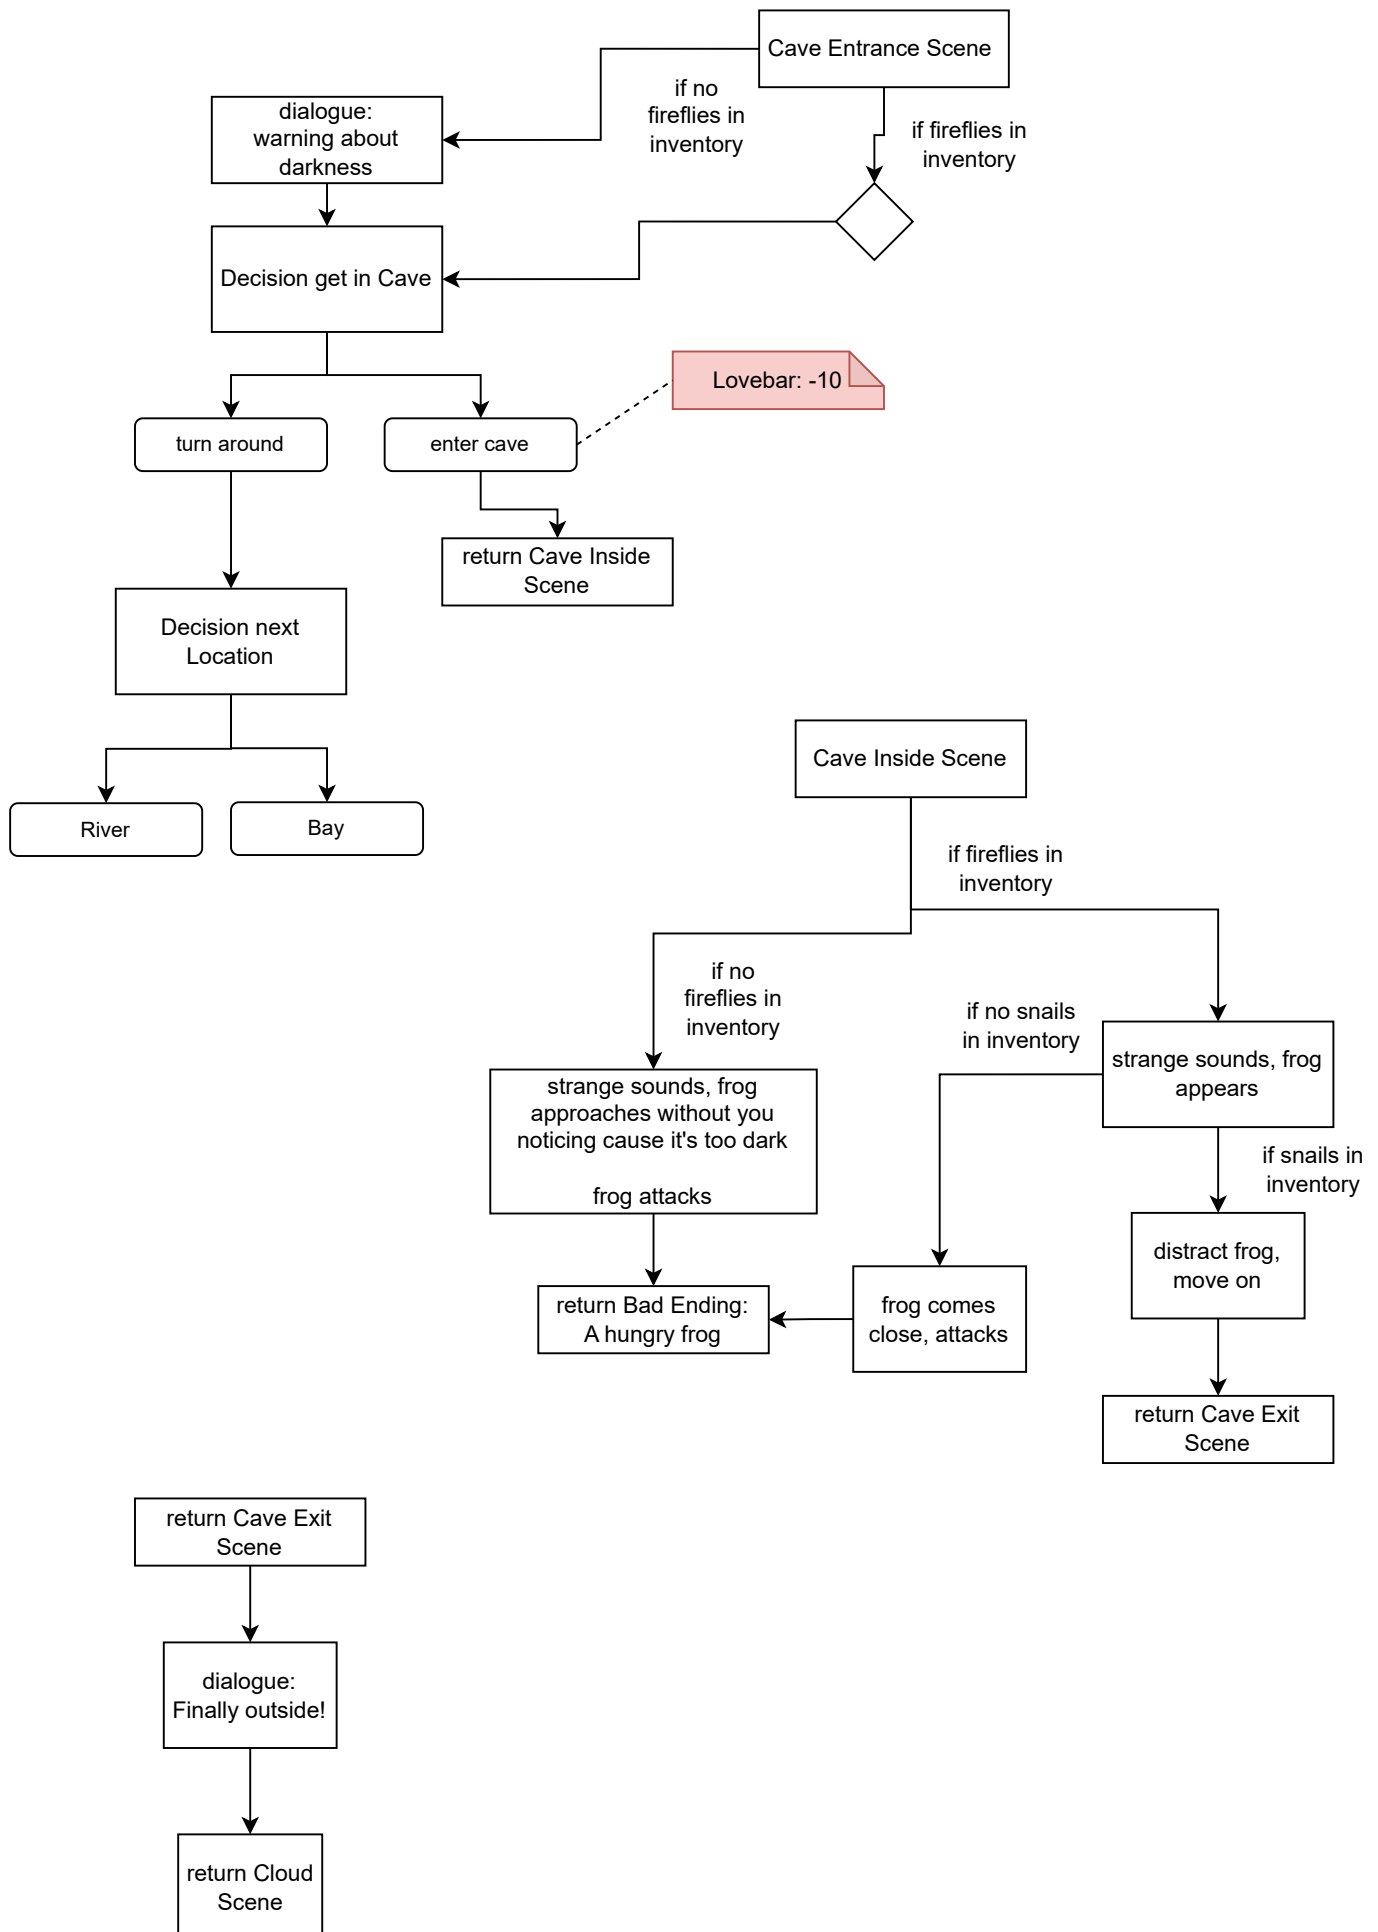 Cave Entrance Scene
if no
fireflies in
inventory
if fireflies in
inventory
dialogue:
warning about
darkness
Decision get in Cave
Lovebar: -10
turn around
enter cave
return Cave Inside
Scene
Decision next
Location
River
Bay
Cave Inside Scene
if fireflies in
inventory
if no
fireflies in
inventory
if no snails
in inventory
strange sounds, frog
appears
strange sounds, frog
approaches without you
noticing cause it's too dark
frog attacks
if snails in
inventory
distract frog,
move on
frog comes
close, attacks
return Bad Ending:
A hungry frog
return Cave Exit
Scene
return Cave Exit
Scene
dialogue:
Finally outside!
return Cloud
Scene